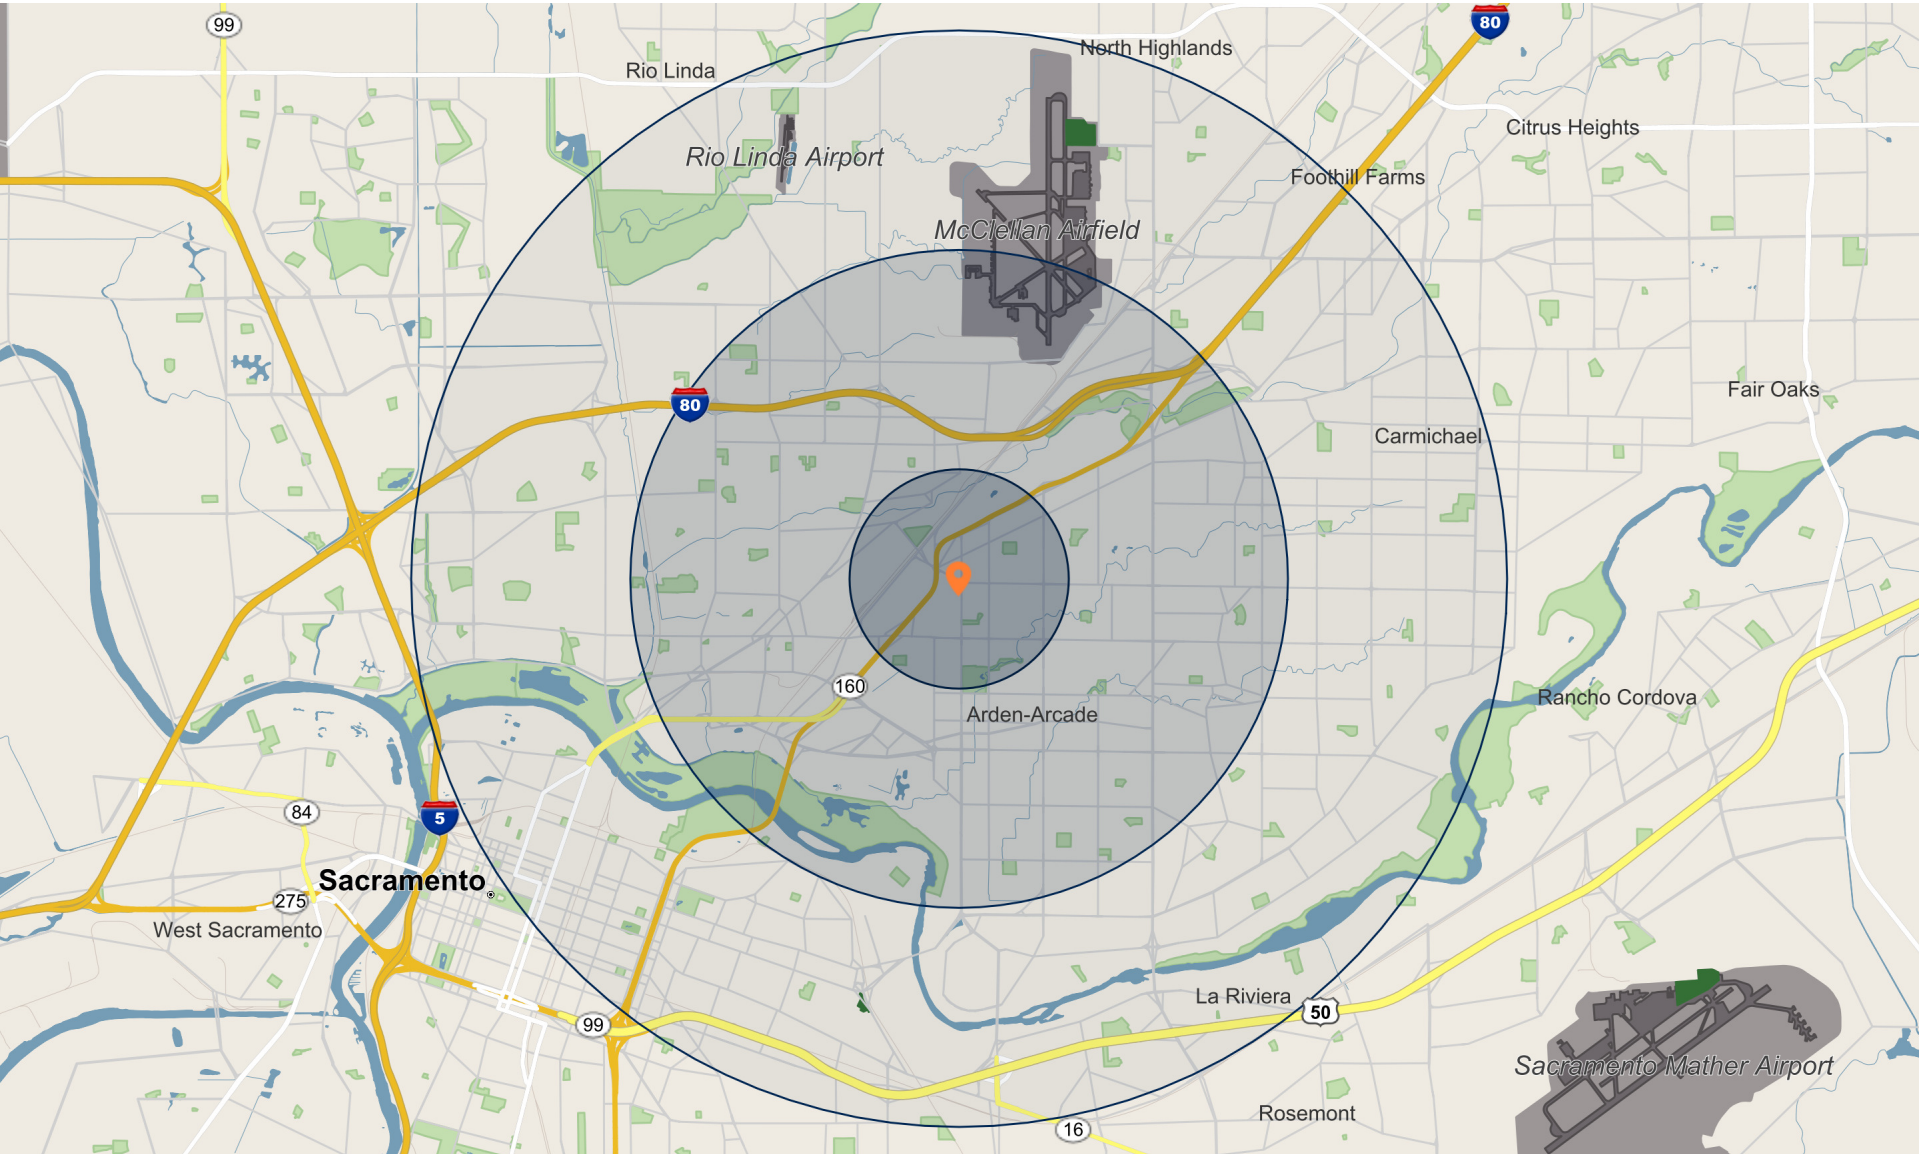 99
80
North Highlands
Rio Linda
Citrus Heights
Rio Linda Airport
Foothill Farms
McClellan Airfield
Fair Oaks
80
Carmichael
160
Rancho Cordova
Arden-Arcade
84
5
Sacramento
275
West Sacramento
La Riviera
50
99
Sacramento Mather Airport
Rosemont
16